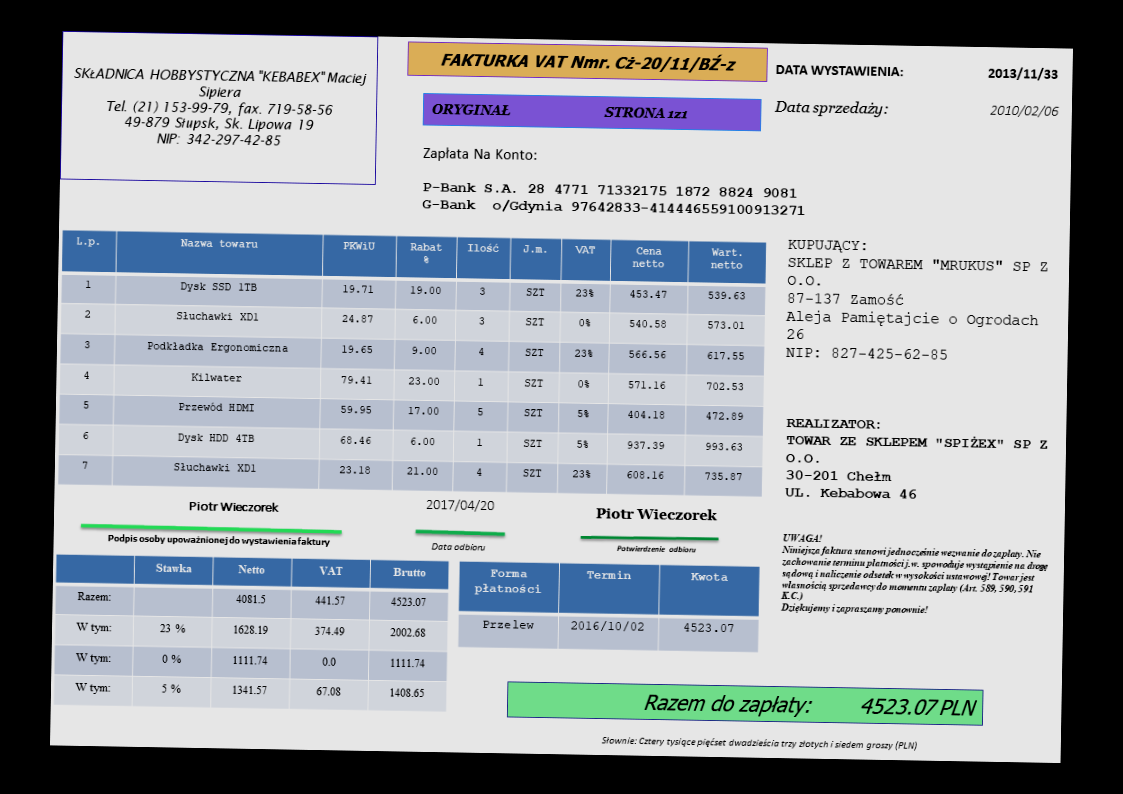 SKŁADNICA HOBBYSTYCZNA "KEBABEX" Maciej
Sipiera
Tel. (21) 153-99-79, fax. 719-58-56
49-879 Słupsk, Sk. Lipowa 19
NIP: 342-297-42-85
FAKTURKA VAT Nmr. Cż-20/11/BŹ-z
ORYGINAŁ STRONA 1z1
DATA WYSTAWIENIA: 2013/11/33
Data sprzedaży: 2010/02/06
Zapłata Na Konto:
P-Bank S.A. 28 4771 71332175 1872 8824 9081
G-Bank o/Gdynia 97642833-414446559100913271
L.p. Nazwa towaru PKWiU Rabat % Ilość J.m. VAT Cena netto Wart. netto
1 Dysk SSD 1TB 19.71 19.00 3 SZT 23% 453.47 539.63
2 Słuchawki XD1 24.87 6.00 3 SZT 0% 540.58 573.01
3 Podkładka Ergonomiczna 19.65 9.00 4 SZT 23% 566.56 617.55
4 Kilwater 79.41 23.00 1 SZT 0% 571.16 702.53
5 Przewód HDMI 59.95 17.00 5 SZT 5% 404.18 472.89
6 Dysk HDD 4TB 68.46 6.00 1 SZT 5% 937.39 993.63
7 Słuchawki XD1 23.18 21.00 4 SZT 23% 608.16 735.87
KUPUJĄCY:
SKLEP Z TOWAREM "MRUKUS" SP Z
O.O.
87-137 Zamość
Aleja Pamiętajcie o Ogrodach
26
NIP: 827-425-62-85
REALIZATOR:
TOWAR ZE SKLEPEM "SPIŻEX" SP Z
O.O.
30-201 Chełm
UL. Kebabowa 46
Piotr Wieczorek
Podpis osoby upoważnionej do wystawienia faktury
2017/04/20
Data odbioru
Piotr Wieczorek
Potwierdzenie odbioru
UWAGA!
Niniejsza faktura stanowi jednocześnie wezwanie do zapłaty. Nie
zachowanie terminu płatności j.w. spowoduje wystąpienie na drogę
sądową i naliczenie odsetek w wysokości ustawowej! Towar jest
własnością sprzedawcy do momentu zapłaty (Art. 589, 590, 591
K.C.)
Dziękujemy i zapraszamy ponownie!
Stawka Netto VAT Brutto
Razem: 4081.5 441.57 4523.07
W tym: 23 % 1628.19 374.49 2002.68
W tym: 0 % 1111.74 0.0 1111.74
W tym: 5 % 1341.57 67.08 1408.65
Forma płatności Termin Kwota
Przelew 2016/10/02 4523.07
Razem do zapłaty: 4523.07 PLN
Słownie: Cztery tysiące pięćset dwadzieścia trzy złotych i siedem groszy (PLN)